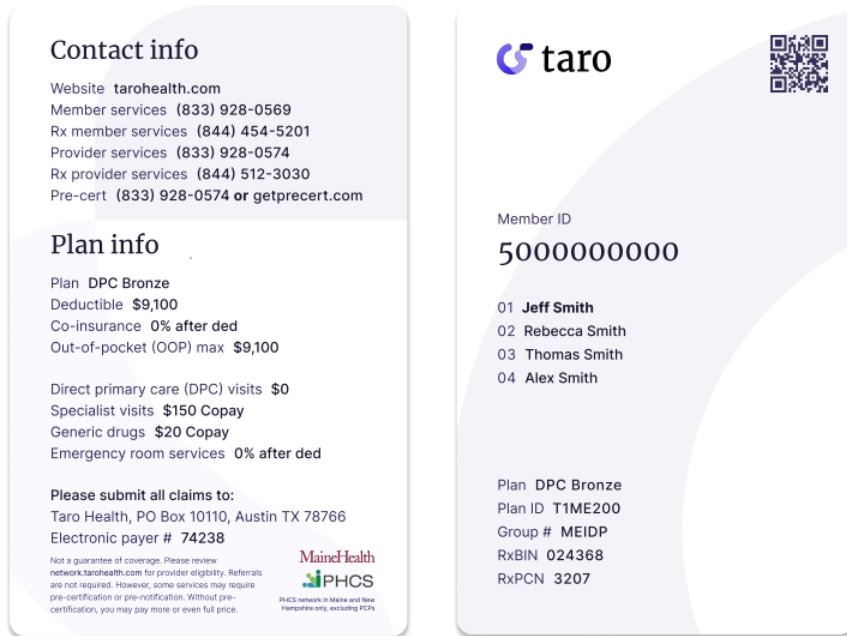 Contact info
Website tarohealth.com
Member services (833) 928-0569
Rx member services (844) 454-5201
Provider services (833) 928-0574
Rx provider services (844) 512-3030
Pre-cert (833) 928-0574 or getprecert.com
Plan info
Plan DPC Bronze
Deductible $9,100
Co-insurance 0% after ded
Out-of-pocket (OOP) max $9,100
Direct primary care (DPC) visits $0
Specialist visits $150 Copay
Generic drugs $20 Copay
Emergency room services 0% after ded
Please submit all claims to:
Taro Health, PO Box 10110, Austin TX 78766
Electronic payer # 74238
Not a guarantee of coverage. Please review
network.tarohealth.com for provider eligibility. Referrals
are not required. However, some services may require
pre-certification or pre-notification. Without pre-
certification, you may pay more or even full price.
MaineHealth
PHCS
PHCS network in Maine and New
Hampshire only, excluding PCPs
taro
Member ID
5000000000
01 Jeff Smith
02 Rebecca Smith
03 Thomas Smith
04 Alex Smith
Plan DPC Bronze
Plan ID T1ME200
Group # MEIDP
RxBIN 024368
RxPCN 3207